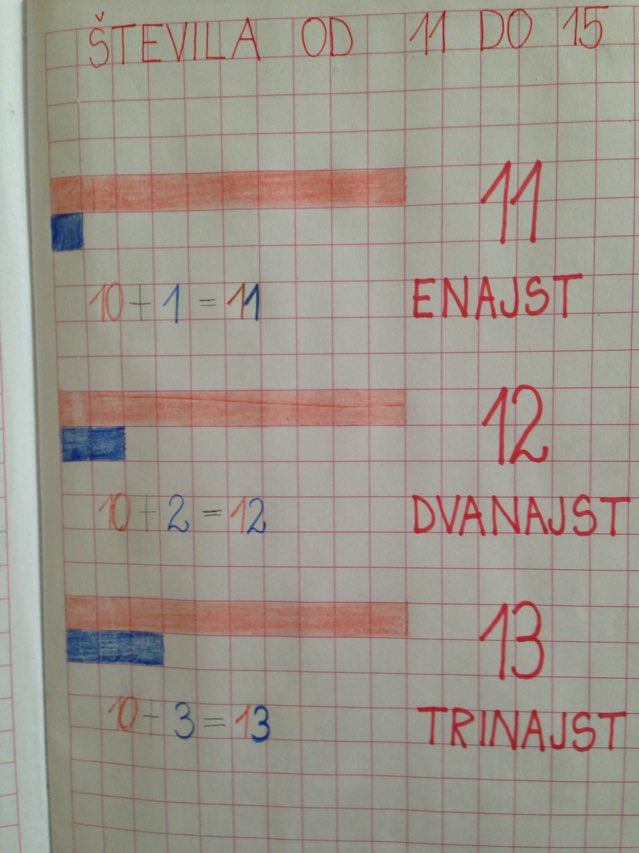 ŠTEVILA OD 11 DO 15
11
10 + 1 = 11 ENAJST
12
10 + 2 = 12 DVANAJST
13
10 + 3 = 13 TRINAJST